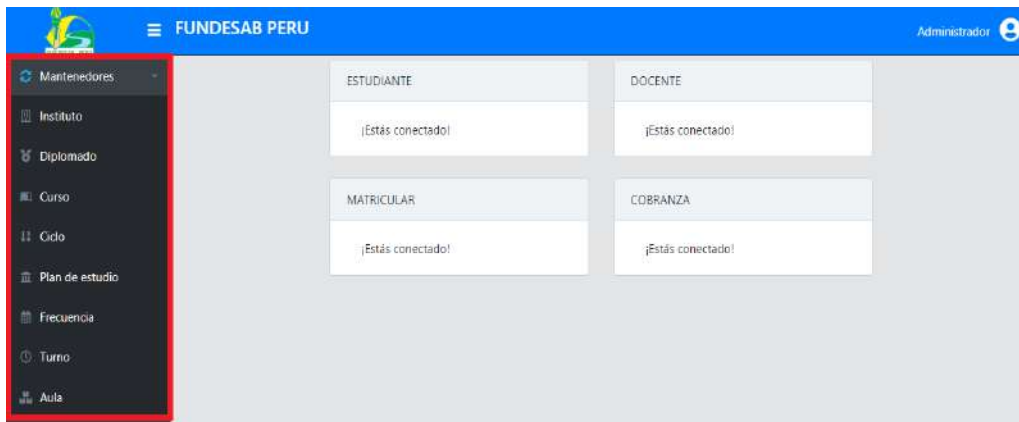 FUNDESAB PERU
Administrador
Mantenedores
Instituto
Diplomado
Curso
Ciclo
Plan de estudio
Frecuencia
Turno
Aula
ESTUDIANTE
¡Estás conectado!
DOCENTE
¡Estás conectado!
MATRICULAR
¡Estás conectado!
COBRANZA
¡Estás conectado!